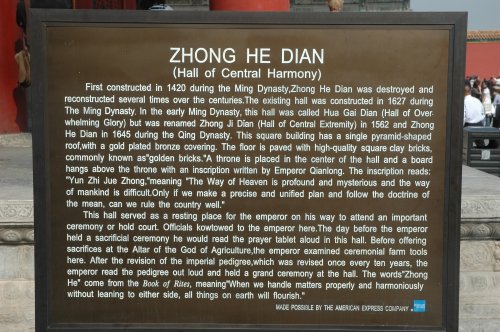 ZHONG HE DIAN
(Hall of Central Harmony)
First constructed in 1420 during the Ming Dynasty,Zhong He Dian was destroyed and
reconstructed several times over the centuries.The existing hall was constructed in 1627 during
The Ming Dynasty. In the early Ming Dynasty, this hall was called Hua Gai Dian (Hall of Over-
whelming Glory) but was renamed Zhong Ji Dian (Hall of Central Extremity) in 1562 and Zhong
He Dian in 1645 during the Qing Dynasty. This square building has a single pyramid-shaped
roof,with a gold plated bronze covering. The floor is paved with high-quality square clay bricks,
commonly known as"golden bricks."A throne is placed in the center of the hall and a board
hangs above the throne with an inscription written by Emperor Qianlong. The inscription reads:
"Yun Zhi Jue Zhong,"meaning "The Way of Heaven is profound and mysterious and the way
of mankind is difficult.Only if we make a precise and unified plan and follow the doctrine of
the mean, can we rule the country well."
This hall served as a resting place for the emperor on his way to attend an important
ceremony or hold court. Officials kowtowed to the emperor here.The day before the emperor
held a sacrificial ceremony he would read the prayer tablet aloud in this hall. Before offering
sacrifices at the Altar of the God of Agriculture,the emperor examined ceremonial farm tools
here. After the revision of the imperial pedigree,which was revised once every ten years, the
emperor read the pedigree out loud and held a grand ceremony at the hall. The words"Zhong
He" come from the Book of Rites, meaning"When we handle matters properly and harmoniously
without leaning to either side, all things on earth will flourish."
MADE POSSIBLE BY THE AMERICAN EXPRESS COMPANY